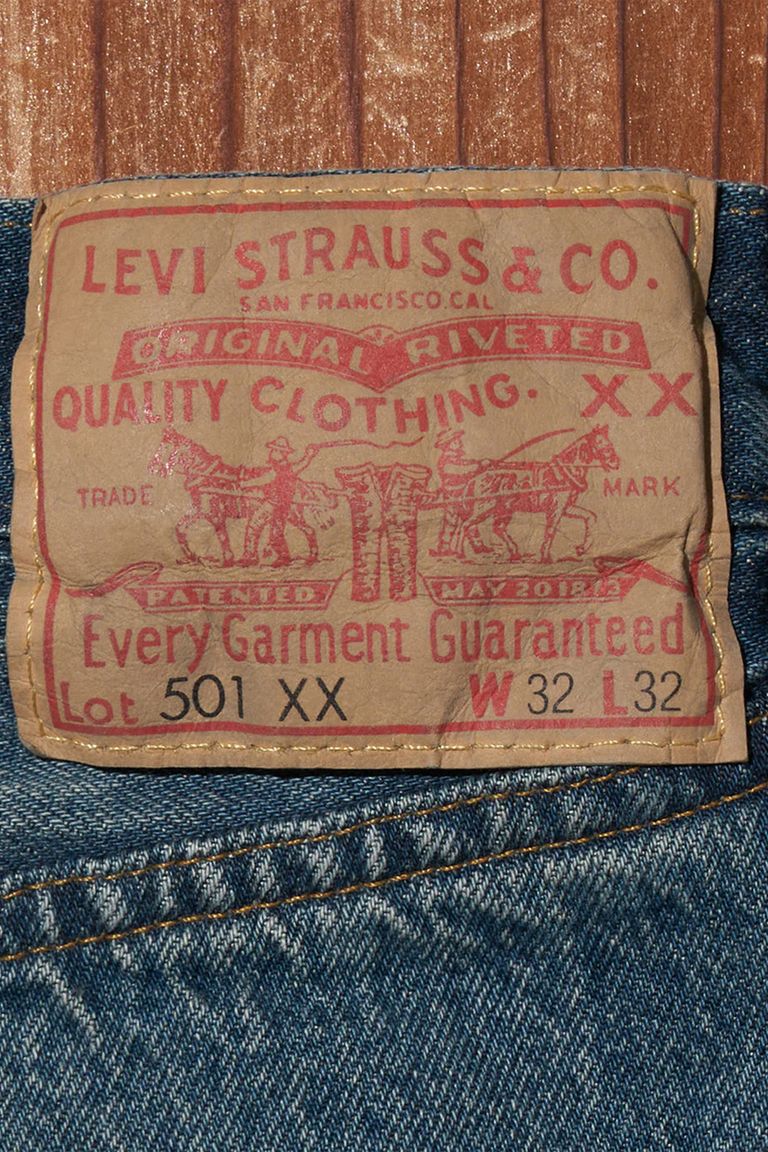 LEVI STRAUSS & CO.
SAN FRANCISCO.CAL
ORIGINAL RIVETED
QUALITY CLOTHING. XX
TRADE MARK
PATENTED MAY 20 1873
Every Garment Guaranteed
Lot 501 XX W 32 L 32